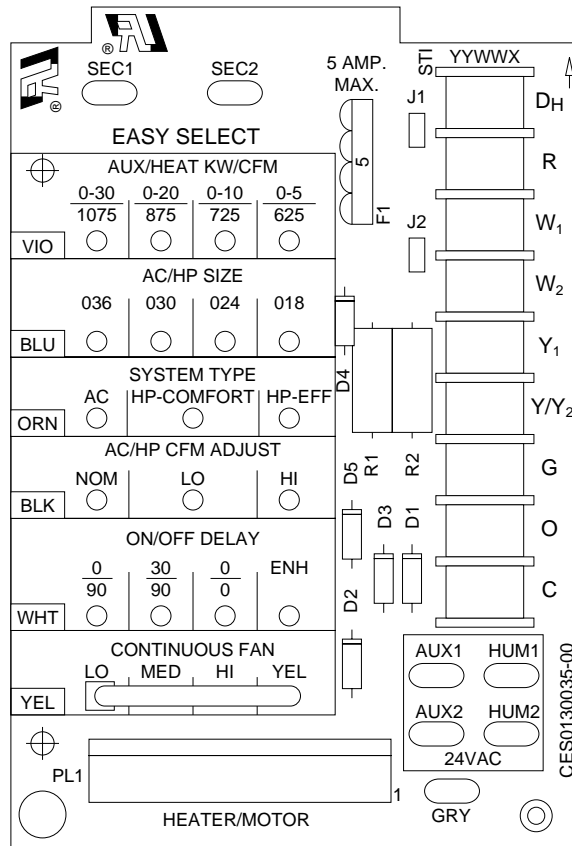 ® ®
SEC1 SEC2 5 AMP. MAX. STI YYWWX
J1 DH
EASY SELECT
5 F1 R
AUX/HEAT KW/CFM
0-30 0-20 0-10 0-5
1075 875 725 625
VIO
J2 W1
AC/HP SIZE
W2
036 030 024 018
BLU
D4 Y1
SYSTEM TYPE
AC HP-COMFORT HP-EFF
ORN
Y/Y2
AC/HP CFM ADJUST
NOM LO HI
BLK
D5 R1 R2 G
ON/OFF DELAY
D3 D1 O
0 30 0 ENH
90 90 0
WHT
D2 C
CONTINUOUS FAN
LO MED HI YEL
YEL
AUX1 HUM1
AUX2 HUM2
24VAC
CES0130035-00
PL1 1
HEATER/MOTOR
GRY